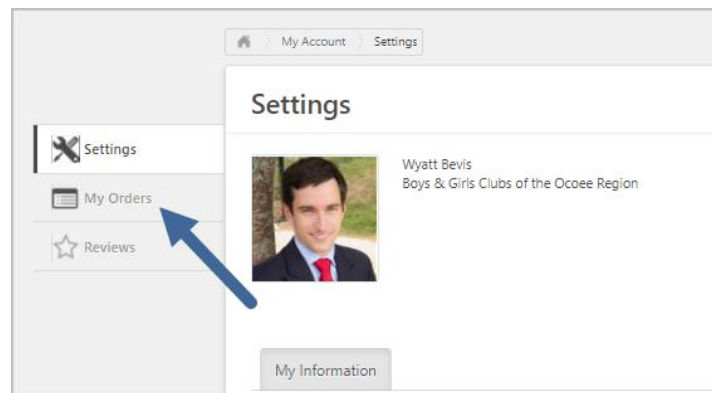 My Account Settings
Settings
Settings
My Orders
Reviews
Wyatt Bevis
Boys & Girls Clubs of the Ocoee Region
My Information